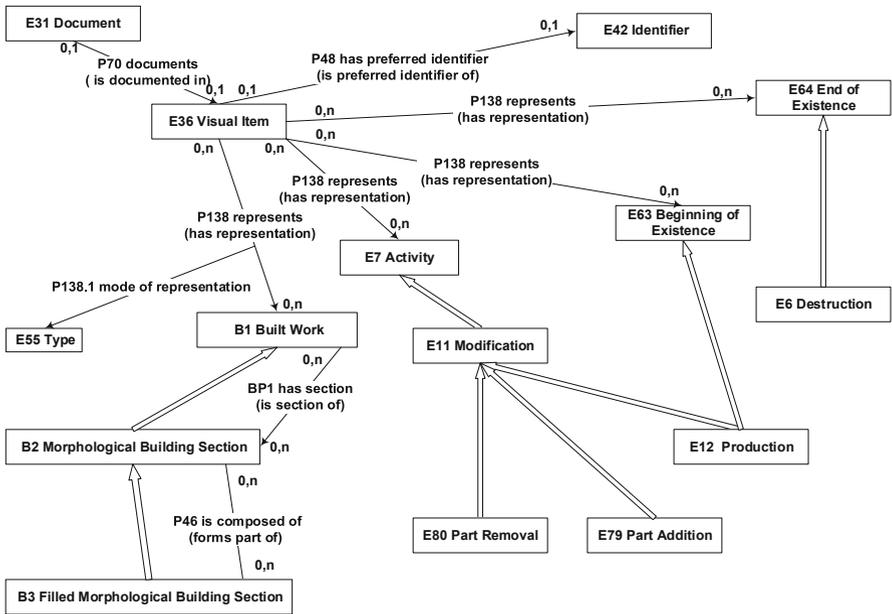 E31 Document
0,1
P70 documents
( is documented in)
0,1
0,1
P48 has preferred identifier
(is preferred identifier of)
0,1
E42 Identifier
E36 Visual Item
0,n
P138 represents
(has representation)
0,n
E64 End of
Existence
0,n
P138 represents
(has representation)
0,n
E63 Beginning of
Existence
0,n
P138 represents
(has representation)
0,n
E7 Activity
0,n
P138 represents
(has representation)
0,n
P138.1 mode of representation
E55 Type
B1 Built Work
E6 Destruction
E11 Modification
0,n
BP1 has section
(is section of)
0,n
B2 Morphological Building Section
E12 Production
0,n
P46 is composed of
(forms part of)
0,n
E80 Part Removal
E79 Part Addition
B3 Filled Morphological Building Section